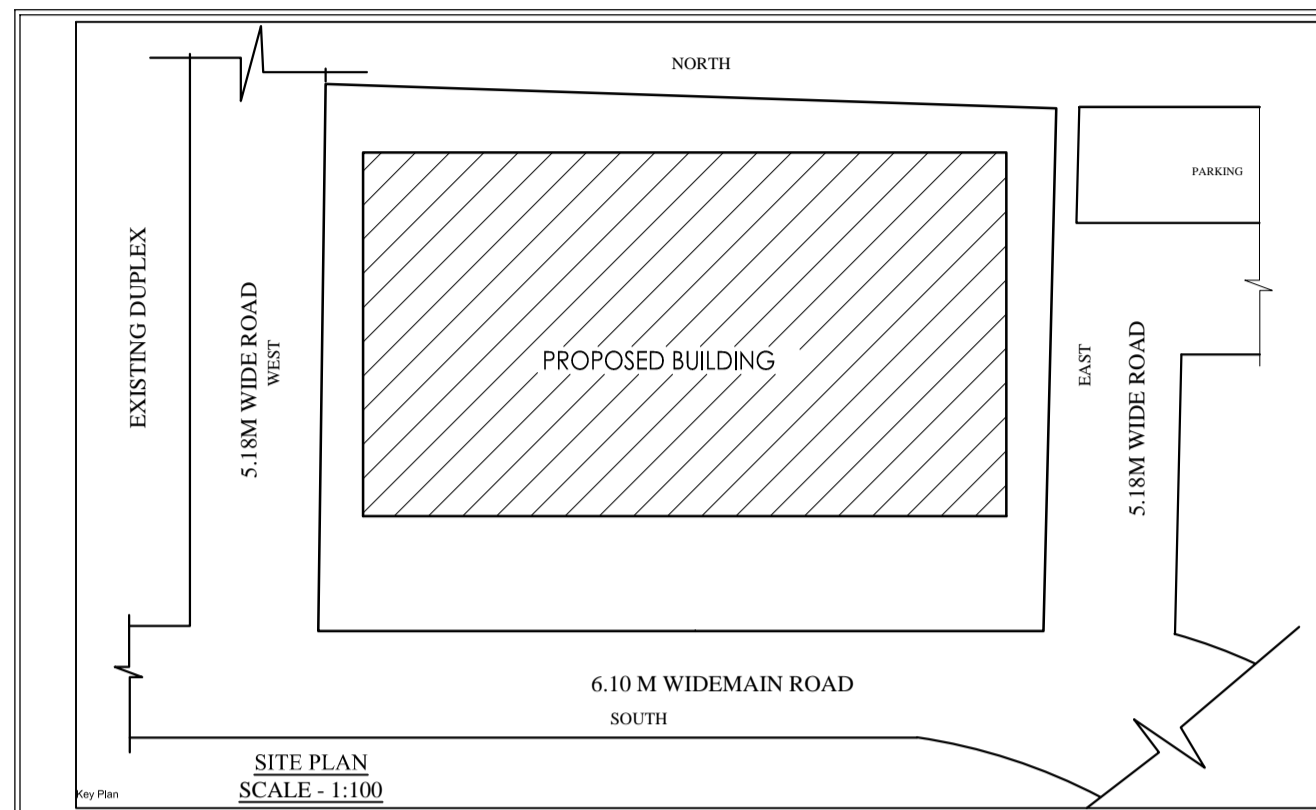 NORTH
PARKING
EXISTING DUPLEX
5.18M WIDE ROAD
WEST
PROPOSED BUILDING
EAST
5.18M WIDE ROAD
6.10 M WIDEMAIN ROAD
SOUTH
SITE PLAN
SCALE - 1:100
Key Plan